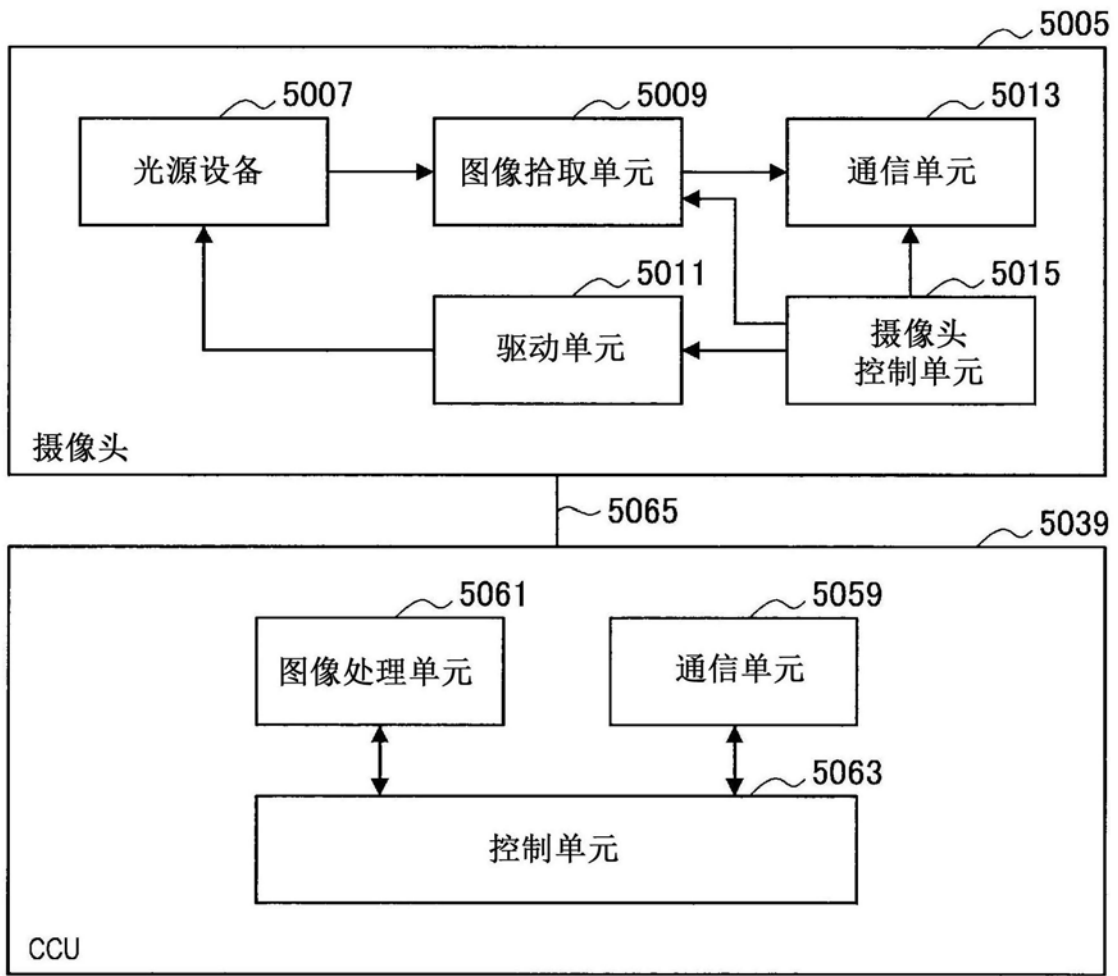 5005
5007
5009
5013
光源设备
图像拾取单元
通信单元
5011
5015
驱动单元
摄像头
控制单元
摄像头
5065
5039
5061
5059
图像处理单元
通信单元
5063
控制单元
CCU